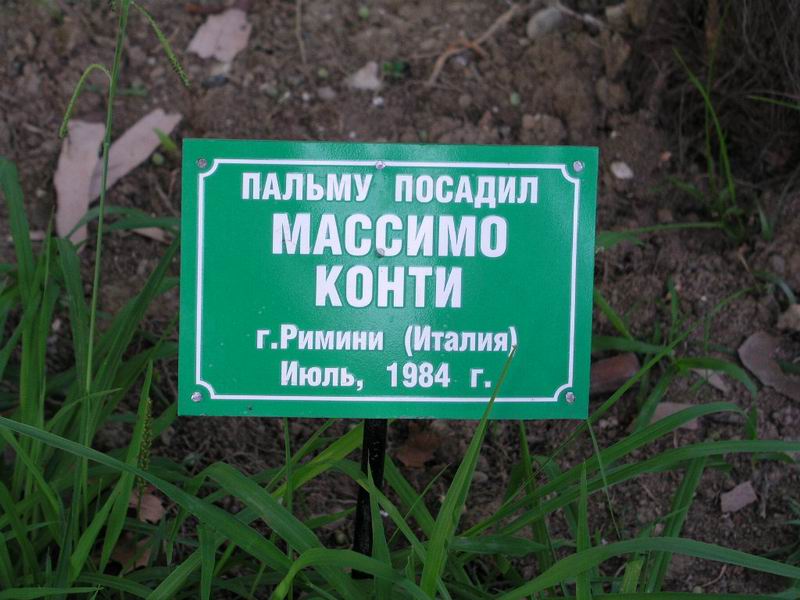 ПАЛЬМУ ПОСАДИЛ
МАССИМО
КОНТИ
г.Римини (Италия)
Июль, 1984 г.